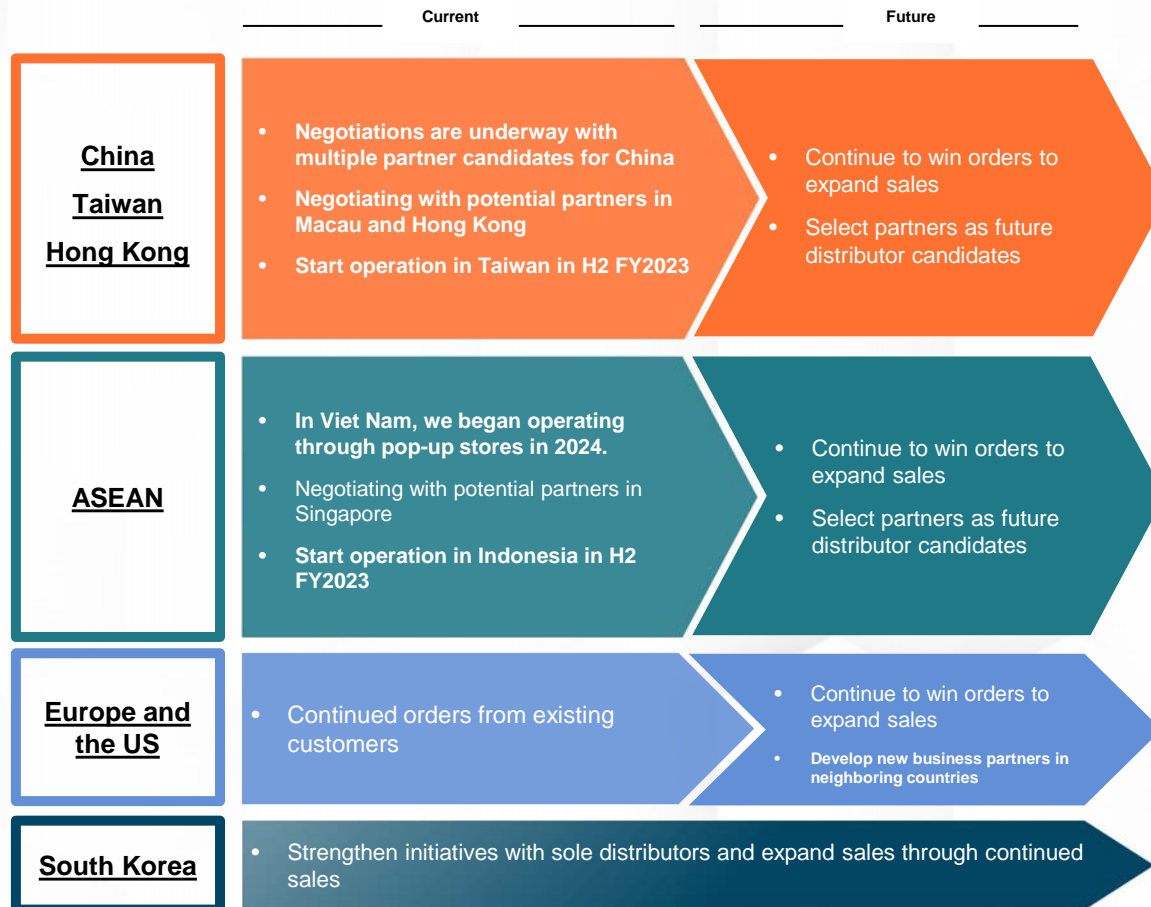 Current
Future
China
Taiwan
Hong Kong
• Negotiations are underway with
multiple partner candidates for China
• Negotiating with potential partners in
Macau and Hong Kong
• Start operation in Taiwan in H2 FY2023
• Continue to win orders to
expand sales
• Select partners as future
distributor candidates
ASEAN
• In Viet Nam, we began operating
through pop-up stores in 2024.
• Negotiating with potential partners in
Singapore
• Start operation in Indonesia in H2
FY2023
• Continue to win orders to
expand sales
• Select partners as future
distributor candidates
Europe and
the US
• Continued orders from existing
customers
• Continue to win orders to
expand sales
• Develop new business partners in
neighboring countries
South Korea
• Strengthen initiatives with sole distributors and expand sales through continued
sales